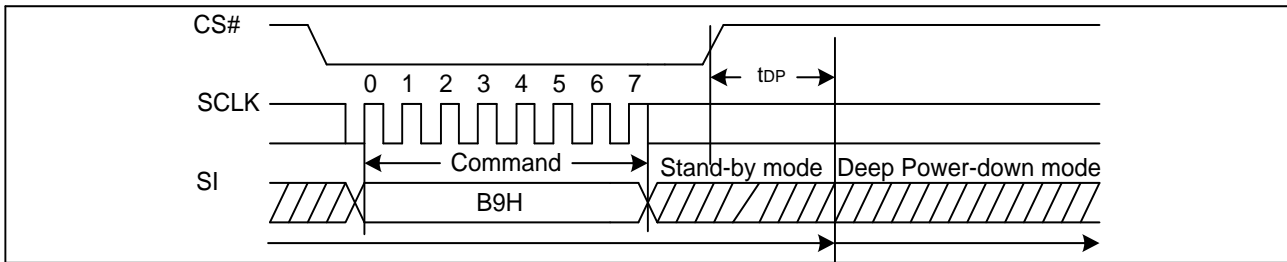 CS#
tDP
0 1 2 3 4 5 6 7
SCLK
Command
Stand-by mode Deep Power-down mode
SI
B9H